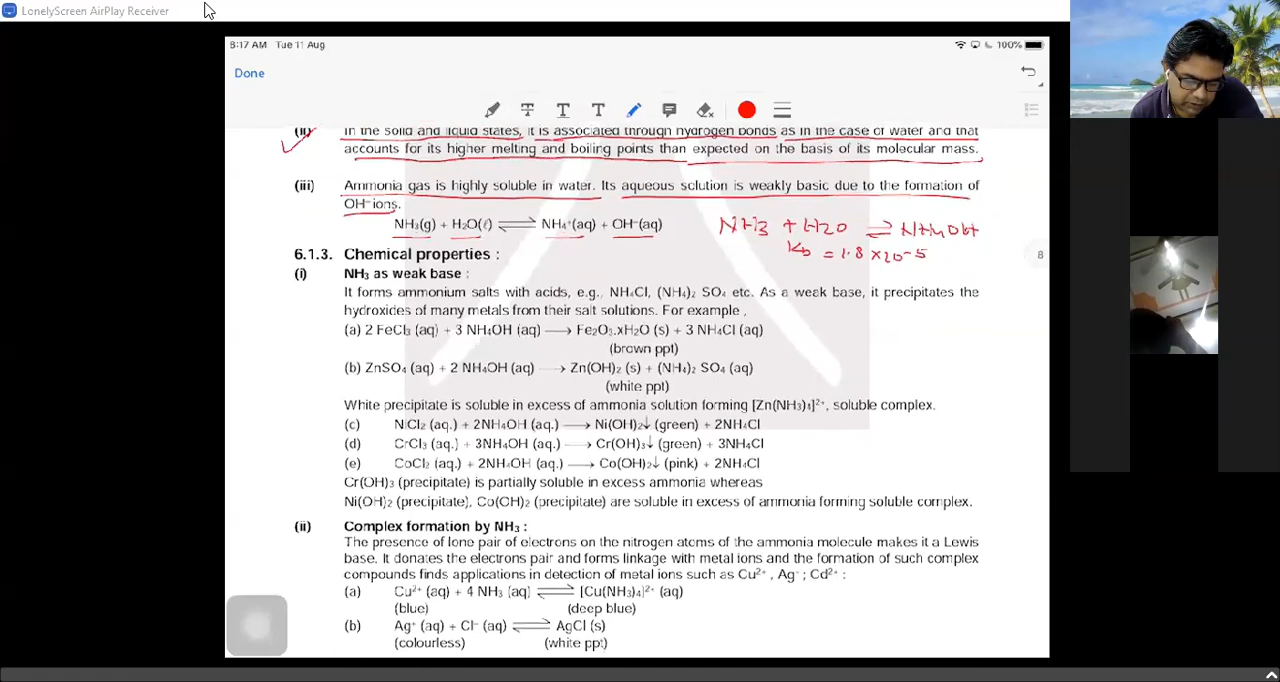 LonelyScreen AirPlay Receiver
8:17 AM Tue 11 Aug
100%
Done
(ii) In the solid and liquid states, it is associated through hydrogen bonds as in the case of water and that
accounts for its higher melting and boiling points than expected on the basis of its molecular mass.
(iii) Ammonia gas is highly soluble in water. Its aqueous solution is weakly basic due to the formation of
OH⁻ ions.
NH₃(g) + H₂O(ℓ) ⇌ NH₄⁺(aq) + OH⁻(aq)
NH3 + H2O ⇌ NH4OH
Kb = 1.8 × 10-5
8
6.1.3. Chemical properties :
(i) NH₃ as weak base :
It forms ammonium salts with acids, e.g., NH₄Cl, (NH₄)₂ SO₄ etc. As a weak base, it precipitates the
hydroxides of many metals from their salt solutions. For example ,
(a) 2 FeCl₃ (aq) + 3 NH₄OH (aq) ⟶ Fe₂O₃.xH₂O (s) + 3 NH₄Cl (aq)
(brown ppt)
(b) ZnSO₄ (aq) + 2 NH₄OH (aq) ⟶ Zn(OH)₂ (s) + (NH₄)₂ SO₄ (aq)
(white ppt)
White precipitate is soluble in excess of ammonia solution forming [Zn(NH₃)₄]²⁺, soluble complex.
(c) NiCl₂ (aq.) + 2NH₄OH (aq.) ⟶ Ni(OH)₂↓ (green) + 2NH₄Cl
(d) CrCl₃ (aq.) + 3NH₄OH (aq.) ⟶ Cr(OH)₃↓ (green) + 3NH₄Cl
(e) CoCl₂ (aq.) + 2NH₄OH (aq.) ⟶ Co(OH)₂↓ (pink) + 2NH₄Cl
Cr(OH)₃ (precipitate) is partially soluble in excess ammonia whereas
Ni(OH)₂ (precipitate), Co(OH)₂ (precipitate) are soluble in excess of ammonia forming soluble complex.
(ii) Complex formation by NH₃ :
The presence of lone pair of electrons on the nitrogen atoms of the ammonia molecule makes it a Lewis
base. It donates the electrons pair and forms linkage with metal ions and the formation of such complex
compounds finds applications in detection of metal ions such as Cu²⁺ , Ag⁺ ; Cd²⁺ :
(a) Cu²⁺ (aq) + 4 NH₃ (aq) ⇌ [Cu(NH₃)₄]²⁺ (aq)
(blue) (deep blue)
(b) Ag⁺ (aq) + Cl⁻ (aq) ⇌ AgCl (s)
(colourless) (white ppt)